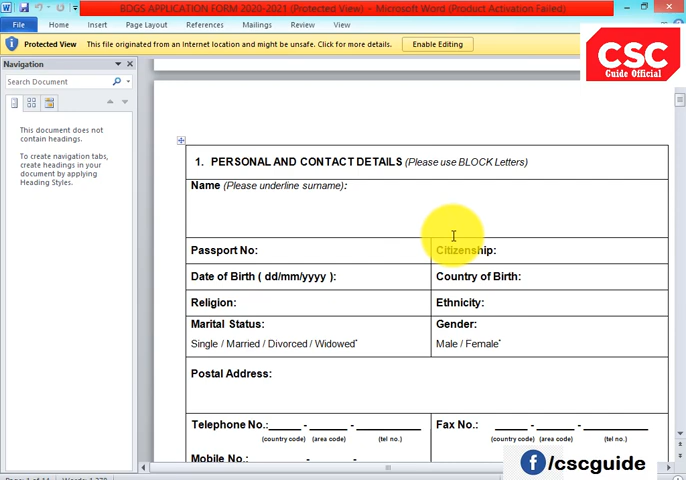 BDGS APPLICATION FORM 2020-2021 (Protected View) - Microsoft Word (Product Activation Failed)
File Home Insert Page Layout References Mailings Review View
Protected View This file originated from an Internet location and might be unsafe. Click for more details. Enable Editing
CSC
Guide Official
Navigation
Search Document
This document does not
contain headings.
To create navigation tabs,
create headings in your
document by applying
Heading Styles.
1. PERSONAL AND CONTACT DETAILS (Please use BLOCK Letters)
Name (Please underline surname):
Passport No: Citizenship:
Date of Birth ( dd/mm/yyyy ): Country of Birth:
Religion: Ethnicity:
Marital Status: Gender:
Single / Married / Divorced / Widowed* Male / Female*
Postal Address:
Telephone No.:_____ - ______ - __________ Fax No.: _____ - ______ - __________
(country code) (area code) (tel no.) (country code) (area code) (tel no.)
Mobile No.: - -
f/cscguide